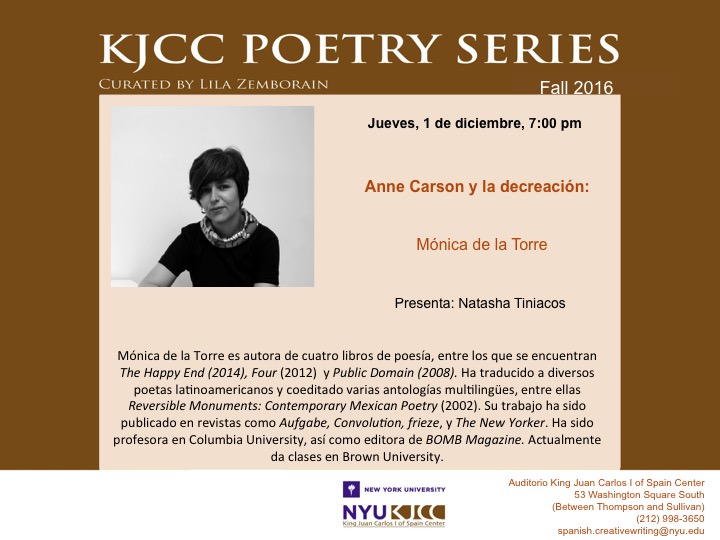 KJCC POETRY SERIES
CURATED BY LILA ZEMBORAIN
Fall 2016
Jueves, 1 de diciembre, 7:00 pm
Anne Carson y la decreación:
Mónica de la Torre
Presenta: Natasha Tiniacos
Mónica de la Torre es autora de cuatro libros de poesía, entre los que se encuentran
The Happy End (2014), Four (2012)  y Public Domain (2008). Ha traducido a diversos
poetas latinoamericanos y coeditado varias antologías multilingües, entre ellas
Reversible Monuments: Contemporary Mexican Poetry (2002). Su trabajo ha sido
publicado en revistas como Aufgabe, Convolution, frieze, y The New Yorker. Ha sido
profesora en Columbia University, así como editora de BOMB Magazine. Actualmente
da clases en Brown University.
NEW YORK UNIVERSITY
NYU KJCC
King Juan Carlos I of Spain Center
Auditorio King Juan Carlos I of Spain Center
53 Washington Square South
(Between Thompson and Sullivan)
(212) 998-3650
spanish.creativewriting@nyu.edu